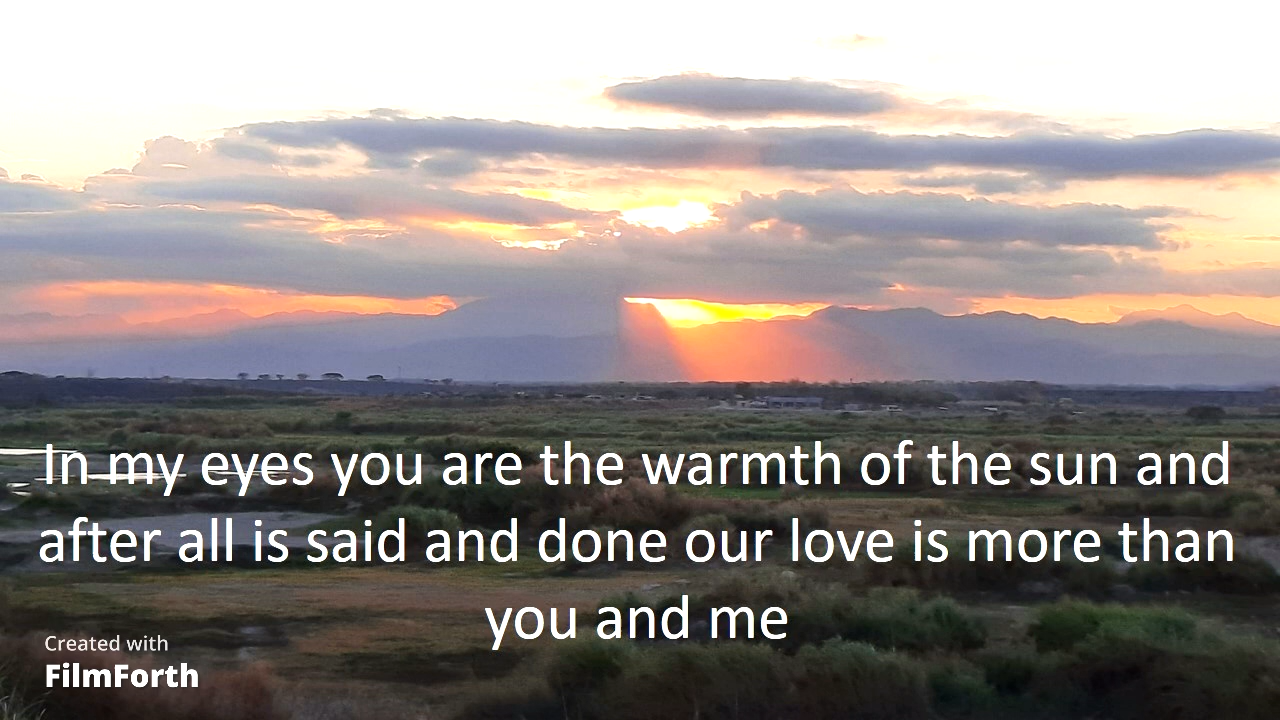 In my eyes you are the warmth of the sun and
after all is said and done our love is more than
you and me
Created with
FilmForth